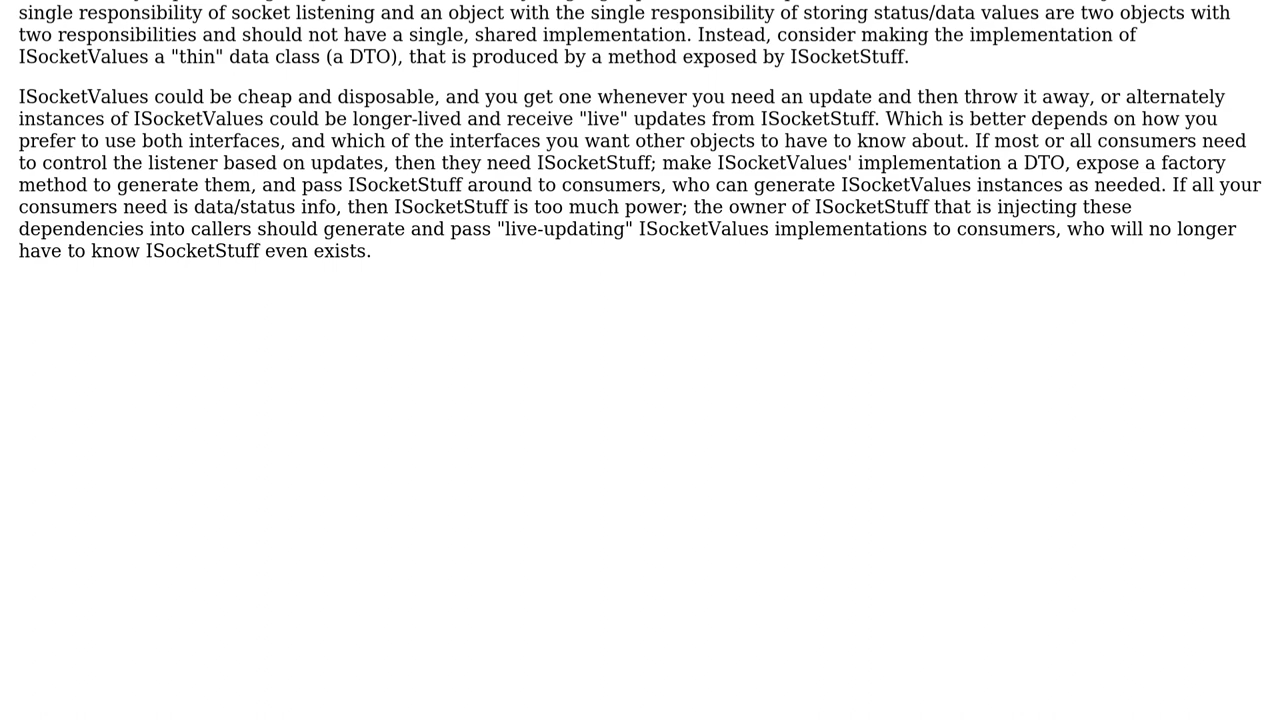 single responsibility of socket listening and an object with the single responsibility of storing status/data values are two objects with
two responsibilities and should not have a single, shared implementation. Instead, consider making the implementation of
ISocketValues a "thin" data class (a DTO), that is produced by a method exposed by ISocketStuff.
ISocketValues could be cheap and disposable, and you get one whenever you need an update and then throw it away, or alternately
instances of ISocketValues could be longer-lived and receive "live" updates from ISocketStuff. Which is better depends on how you
prefer to use both interfaces, and which of the interfaces you want other objects to have to know about. If most or all consumers need
to control the listener based on updates, then they need ISocketStuff; make ISocketValues' implementation a DTO, expose a factory
method to generate them, and pass ISocketStuff around to consumers, who can generate ISocketValues instances as needed. If all your
consumers need is data/status info, then ISocketStuff is too much power; the owner of ISocketStuff that is injecting these
dependencies into callers should generate and pass "live-updating" ISocketValues implementations to consumers, who will no longer
have to know ISocketStuff even exists.